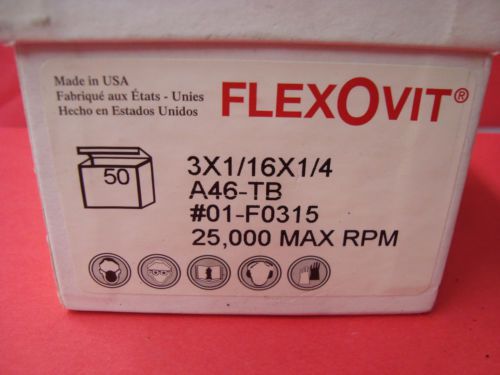 Made in USA
Fabriqué aux États - Unies
Hecho en Estados Unidos
FLEXOVIT®
50
3X1/16X1/4
A46-TB
#01-F0315
25,000 MAX RPM